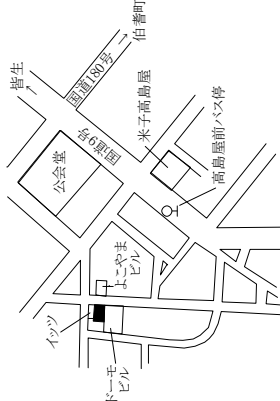 皆生
国道180号
伯耆町
国道9号
公会堂
米子高島屋
高島屋前バス停
よこやま
ビル
イッツ
ドーモ
ビル